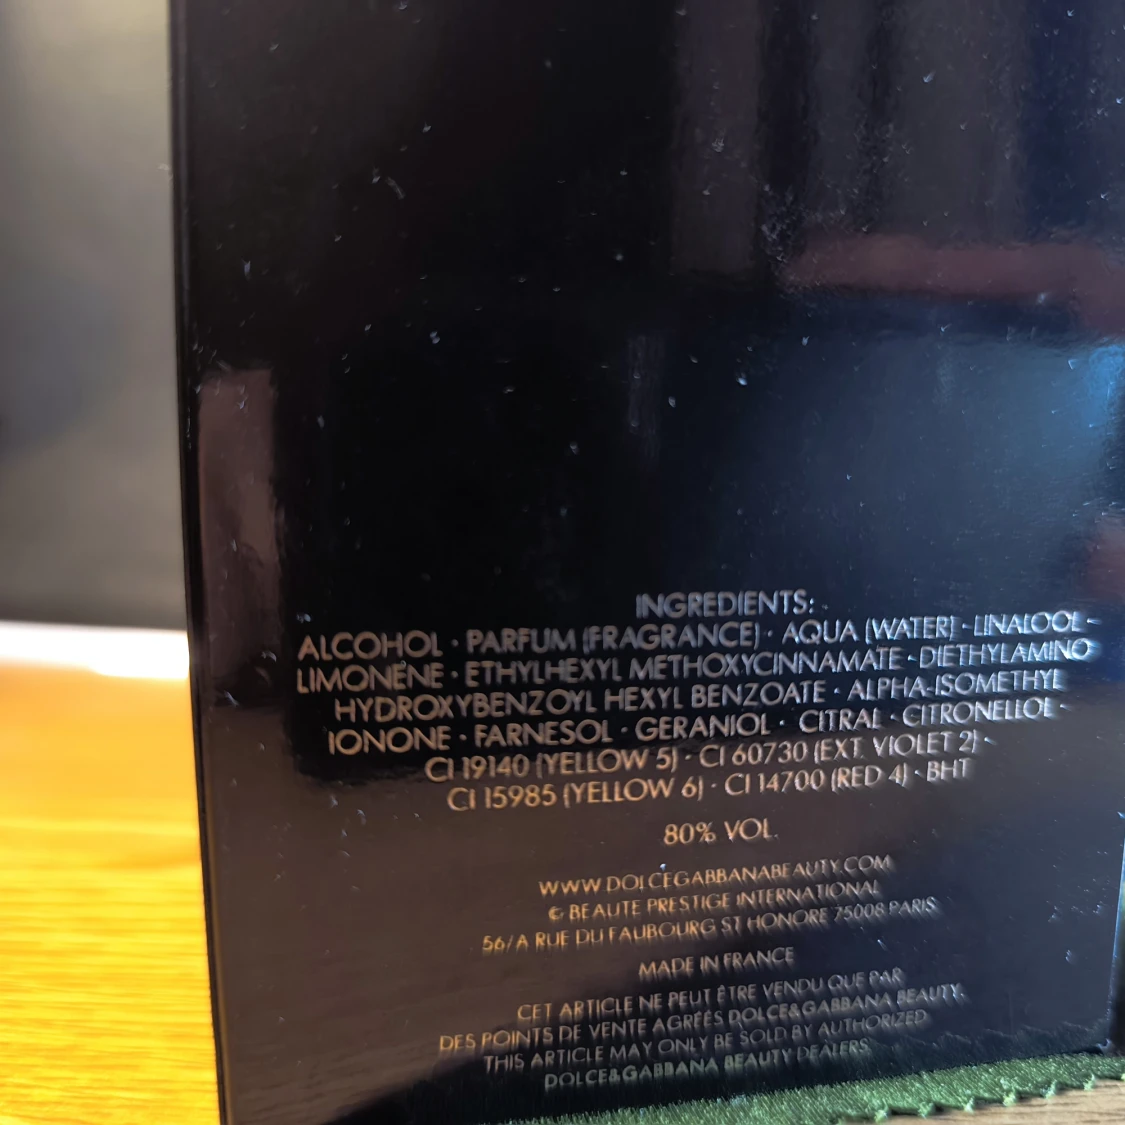 INGREDIENTS:
ALCOHOL · PARFUM (FRAGRANCE) · AQUA (WATER) · LINALOOL ·
LIMONENE · ETHYLHEXYL METHOXYCINNAMATE · DIETHYLAMINO
HYDROXYBENZOYL HEXYL BENZOATE · ALPHA-ISOMETHYL
IONONE · FARNESOL · GERANIOL · CITRAL · CITRONELLOL ·
CI 19140 (YELLOW 5) · CI 60730 (EXT. VIOLET 2) ·
CI 15985 (YELLOW 6) · CI 14700 (RED 4) · BHT
80% VOL.
WWW.DOLCEGABBANABEAUTY.COM
© BEAUTE PRESTIGE INTERNATIONAL
56/A RUE DU FAUBOURG ST HONORE 75008 PARIS
MADE IN FRANCE
CET ARTICLE NE PEUT ÊTRE VENDU QUE PAR
DES POINTS DE VENTE AGRÉÉS DOLCE&GABBANA BEAUTY.
THIS ARTICLE MAY ONLY BE SOLD BY AUTHORIZED
DOLCE&GABBANA BEAUTY DEALERS.